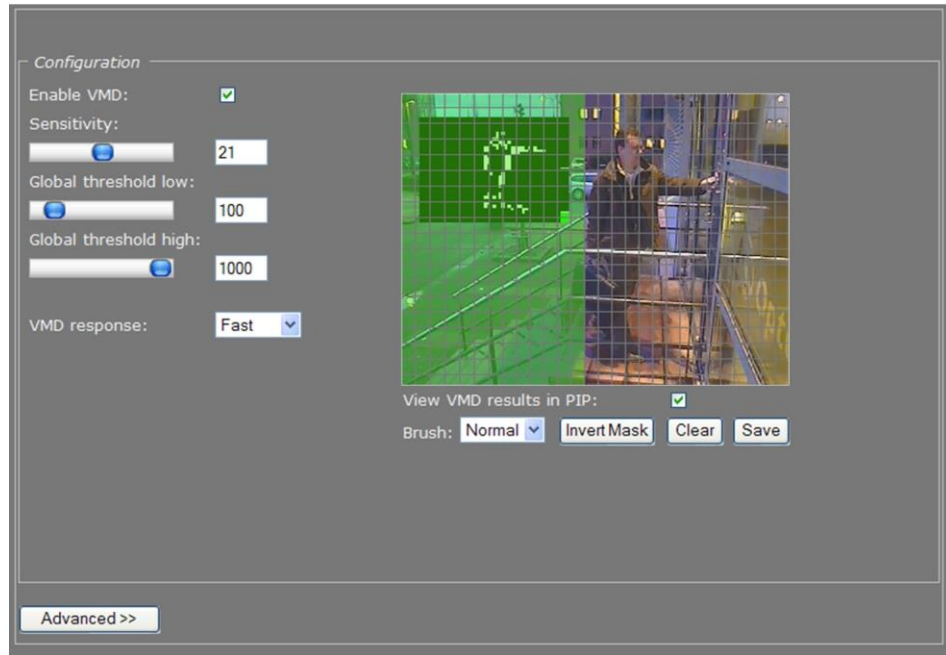 Configuration
Enable VMD:
Sensitivity:
21
Global threshold low:
100
Global threshold high:
1000
VMD response:
Fast
View VMD results in PIP:
Brush:
Normal
Invert Mask
Clear
Save
Advanced >>